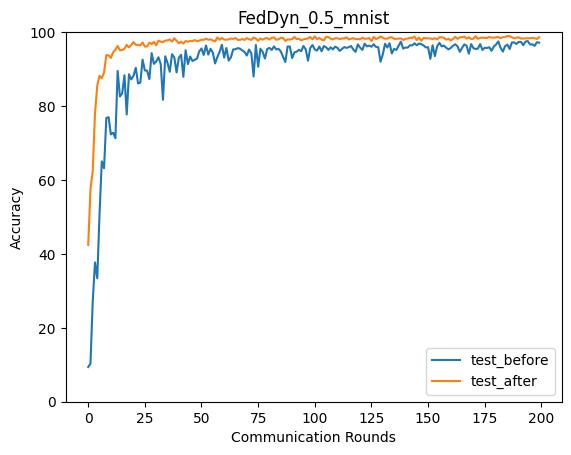 FedDyn_0.5_mnist
Accuracy
100
80
60
40
20
0
test_before
test_after
0 25 50 75 100 125 150 175 200
Communication Rounds